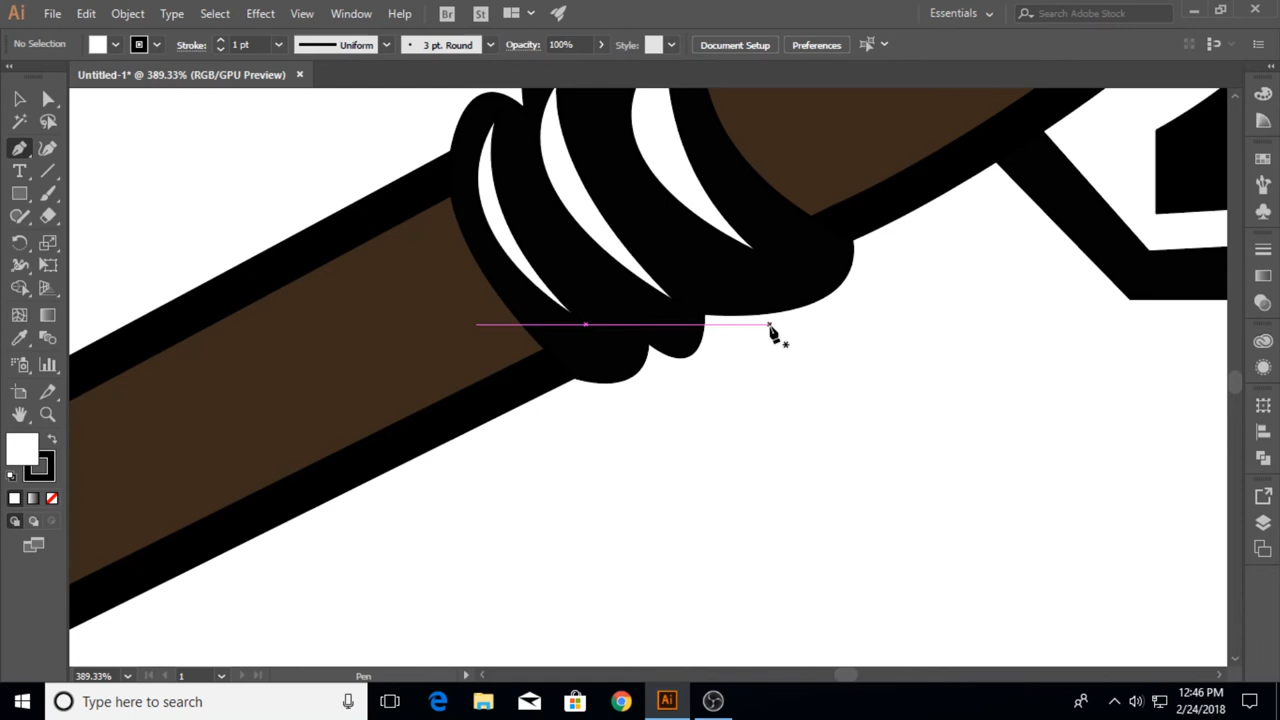 Ai File Edit Object Type Select Effect View Window Help Br St Essentials Search Adobe Stock
No Selection Stroke: 1 pt Uniform 3 pt. Round Opacity: 100% Style: Document Setup Preferences
Untitled-1* @ 389.33% (RGB/GPU Preview)
389.33% 1 Pen
Type here to search Ai 12:46 PM
2/24/2018